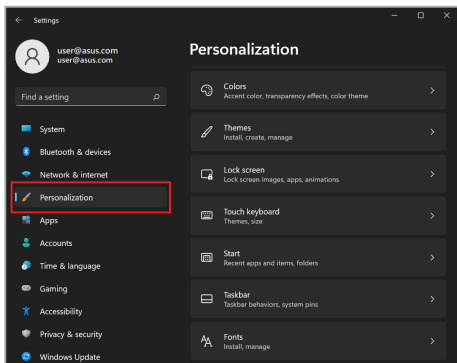 Settings
user@asus.com
user@asus.com
Find a setting
System
Bluetooth & devices
Network & internet
Personalization
Apps
Accounts
Time & language
Gaming
Accessibility
Privacy & security
Windows Update
Personalization
Colors
Accent color, transparency effects, color theme
Themes
Install, create, manage
Lock screen
Lock screen images, apps, animations
Touch keyboard
Themes, size
Start
Recent apps and items, folders
Taskbar
Taskbar behaviors, system pins
Fonts
Install, manage